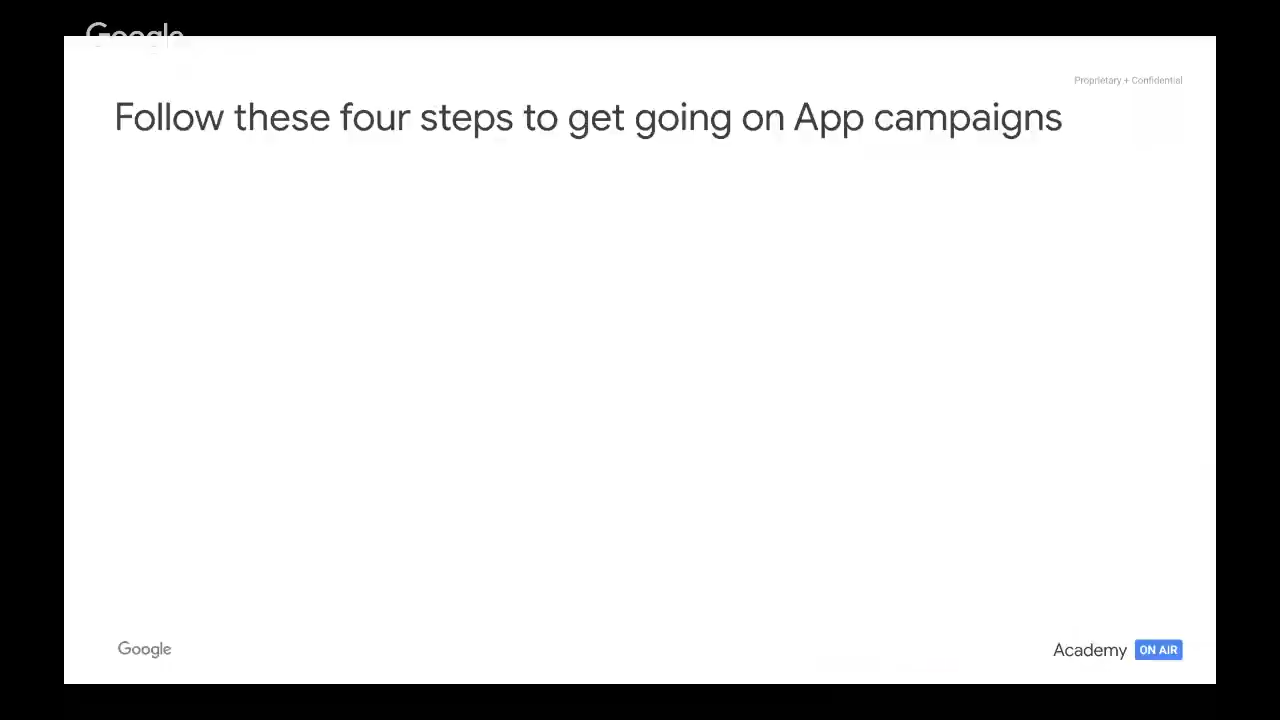 Google
Proprietary + Confidential
Follow these four steps to get going on App campaigns
Google
Academy ON AIR